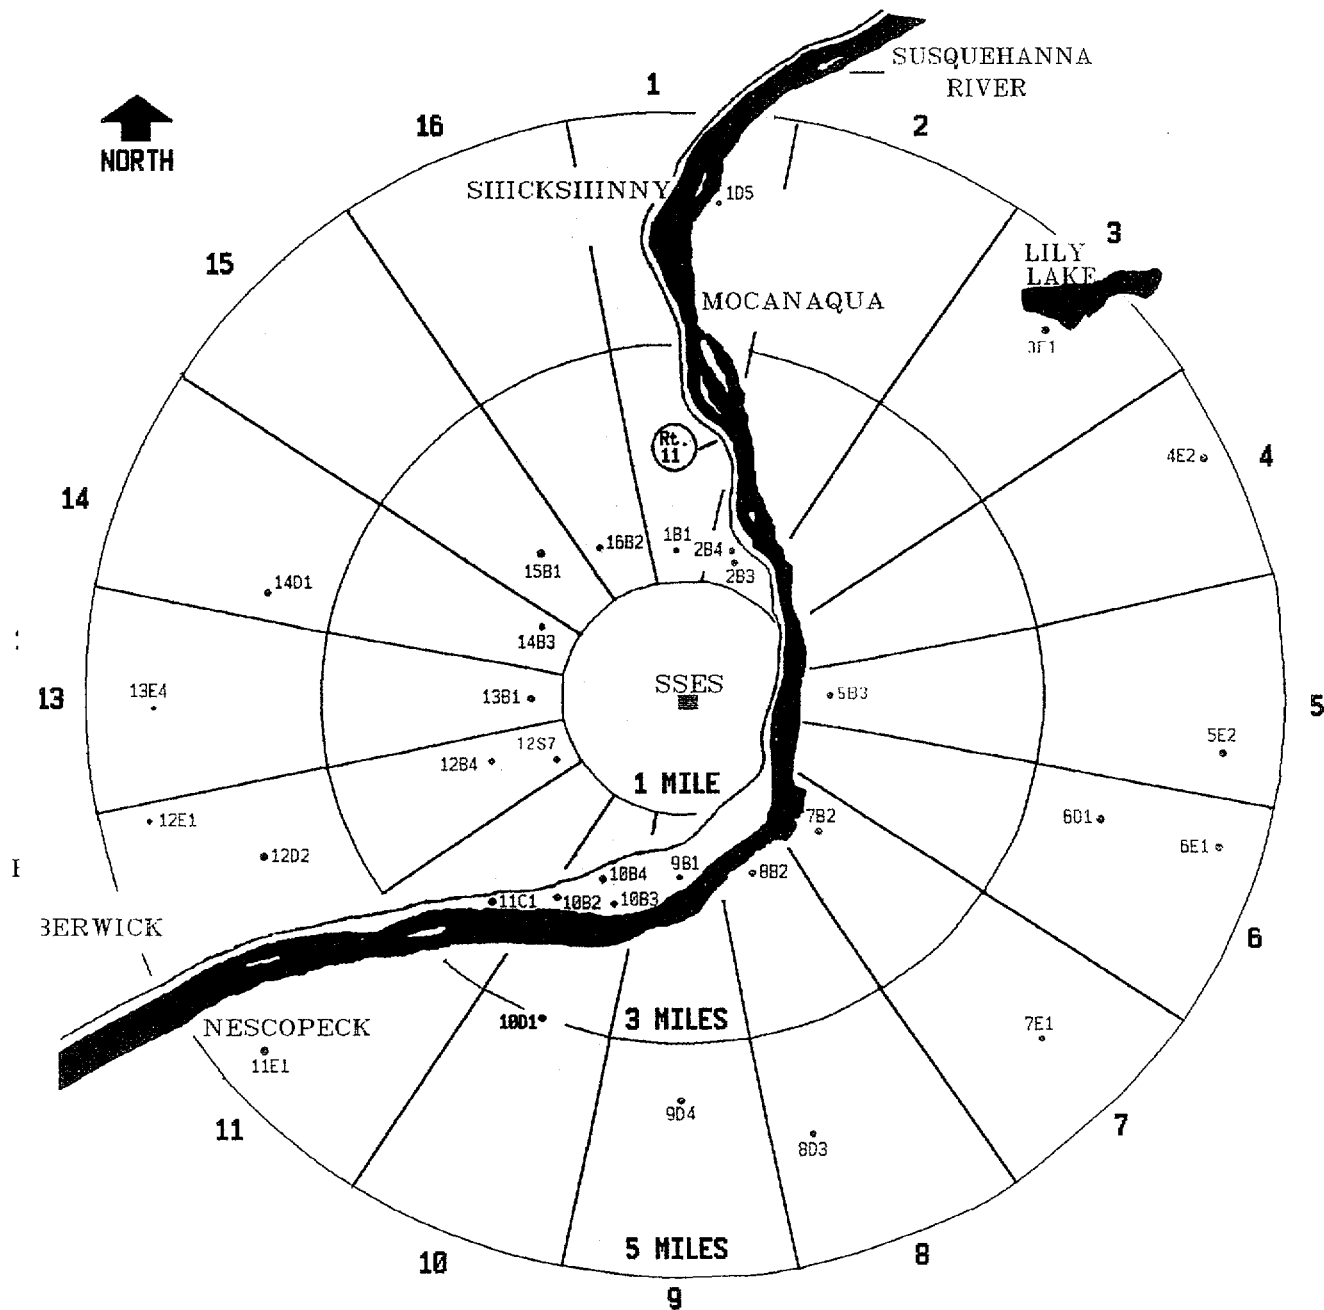 SUSQUEHANNA
RIVER
1
2
16
NORTH
SHICKSHINNY
1D5
3
LILY
LAKE
15
MOCANAQUA
3E1
Rt.
11
4E2
4
14
16B2
1B1
2B4
15B1
2B3
14D1
14B3
SSES
13E4
13B1
5B3
13
5
12S7
5E2
12B4
1 MILE
12E1
7B2
6D1
6E1
12D2
10B4
9B1
8B2
11C1
10B2
10B3
BERWICK
6
NESCOPECK
10D1
3 MILES
7E1
11E1
9D4
11
7
8D3
5 MILES
10
8
9